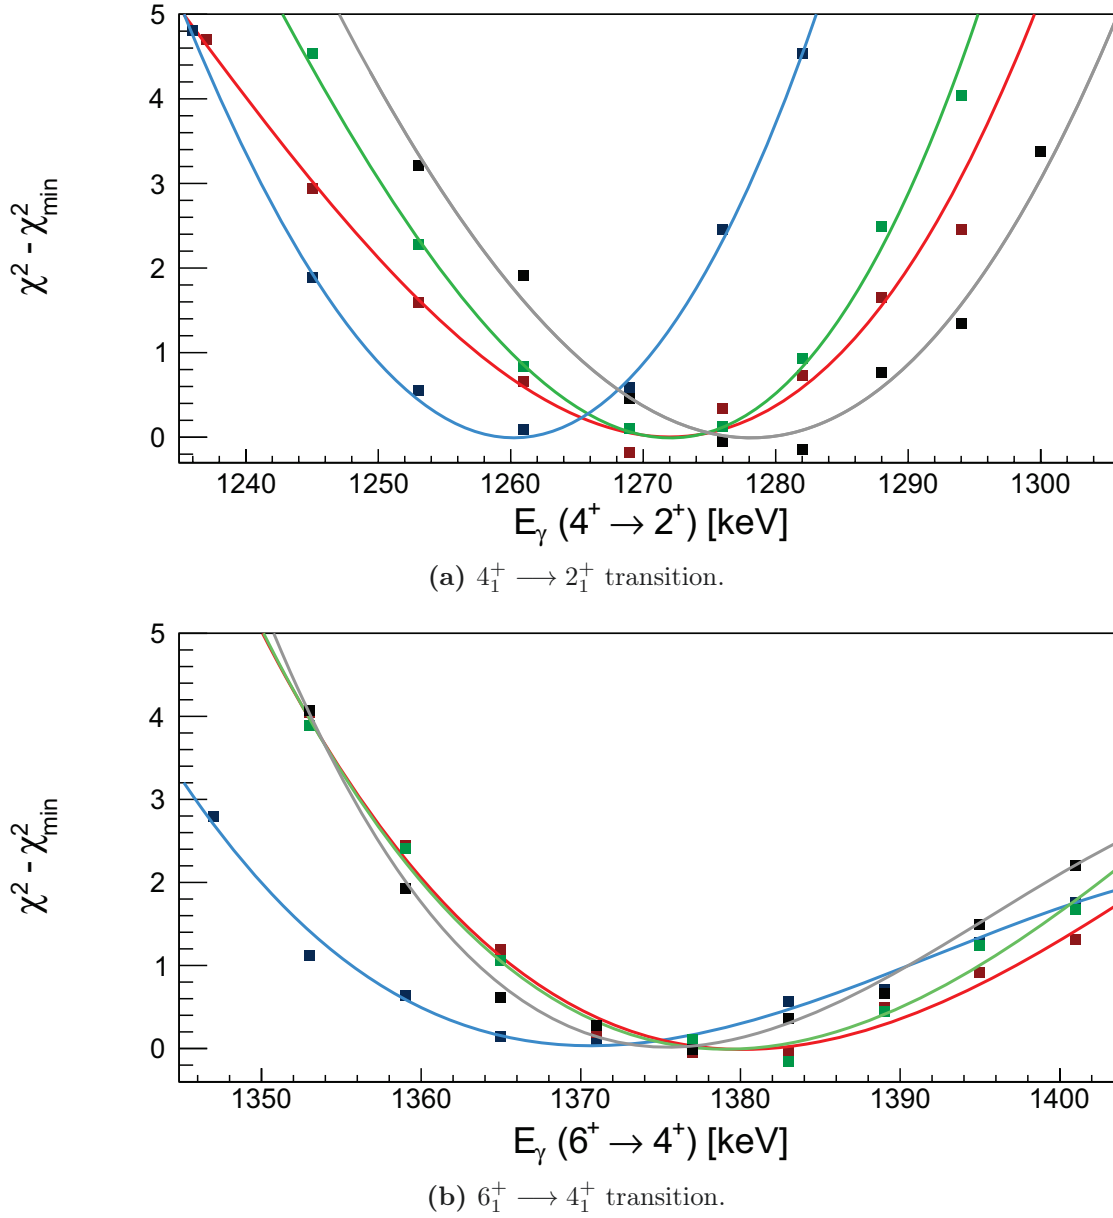 5
4
3
2
1
0
χ² - χ²min
1240 1250 1260 1270 1280 1290 1300
Eγ (4⁺ → 2⁺) [keV]
(a) 4₁⁺ ⟶ 2₁⁺ transition.
5
4
3
2
1
0
χ² - χ²min
1350 1360 1370 1380 1390 1400
Eγ (6⁺ → 4⁺) [keV]
(b) 6₁⁺ ⟶ 4₁⁺ transition.